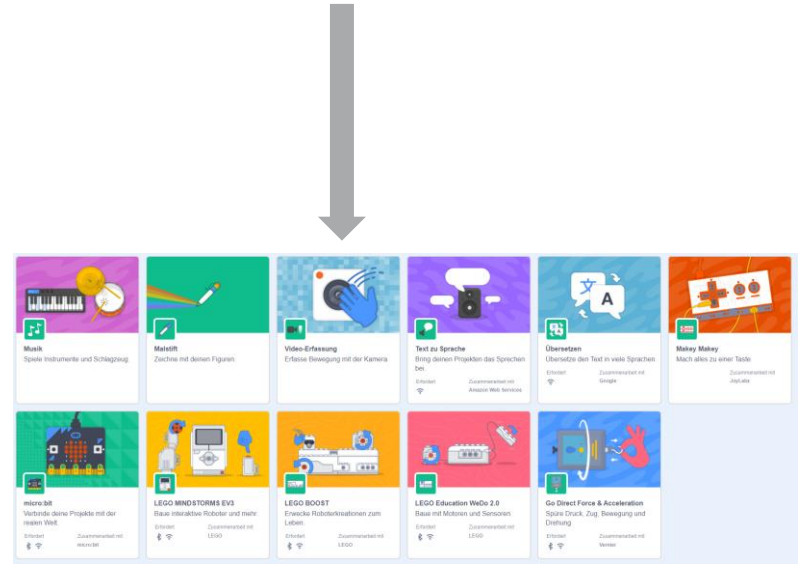 Musik
Spiele Instrumente und Schlagzeug.
Malstift
Zeichne mit deinen Figuren.
Video-Erfassung
Erfasse Bewegung mit der Kamera
Text zu Sprache
Bring deinen Projekten das Sprechen
bei.
Erfordert Zusammenarbeit mit
Amazon Web Services
Übersetzen
Übersetze den Text in viele Sprachen
Erfordert Zusammenarbeit mit
Google
文 A
Makey Makey
Mach alles zu einer Taste
Zusammenarbeit mit
JoyLabz
micro:bit
Verbinde deine Projekte mit der
realen Welt.
Erfordert Zusammenarbeit mit
micro:bit
LEGO MINDSTORMS EV3
Baue interaktive Roboter und mehr.
Erfordert Zusammenarbeit mit
LEGO
LEGO BOOST
Erwecke Roboterkreationen zum
Leben.
Erfordert Zusammenarbeit mit
LEGO
LEGO Education WeDo 2.0
Baue mit Motoren und Sensoren.
Erfordert Zusammenarbeit mit
LEGO
Go Direct Force & Acceleration
Spüre Druck, Zug, Bewegung und
Drehung
Erfordert Zusammenarbeit mit
Vernier